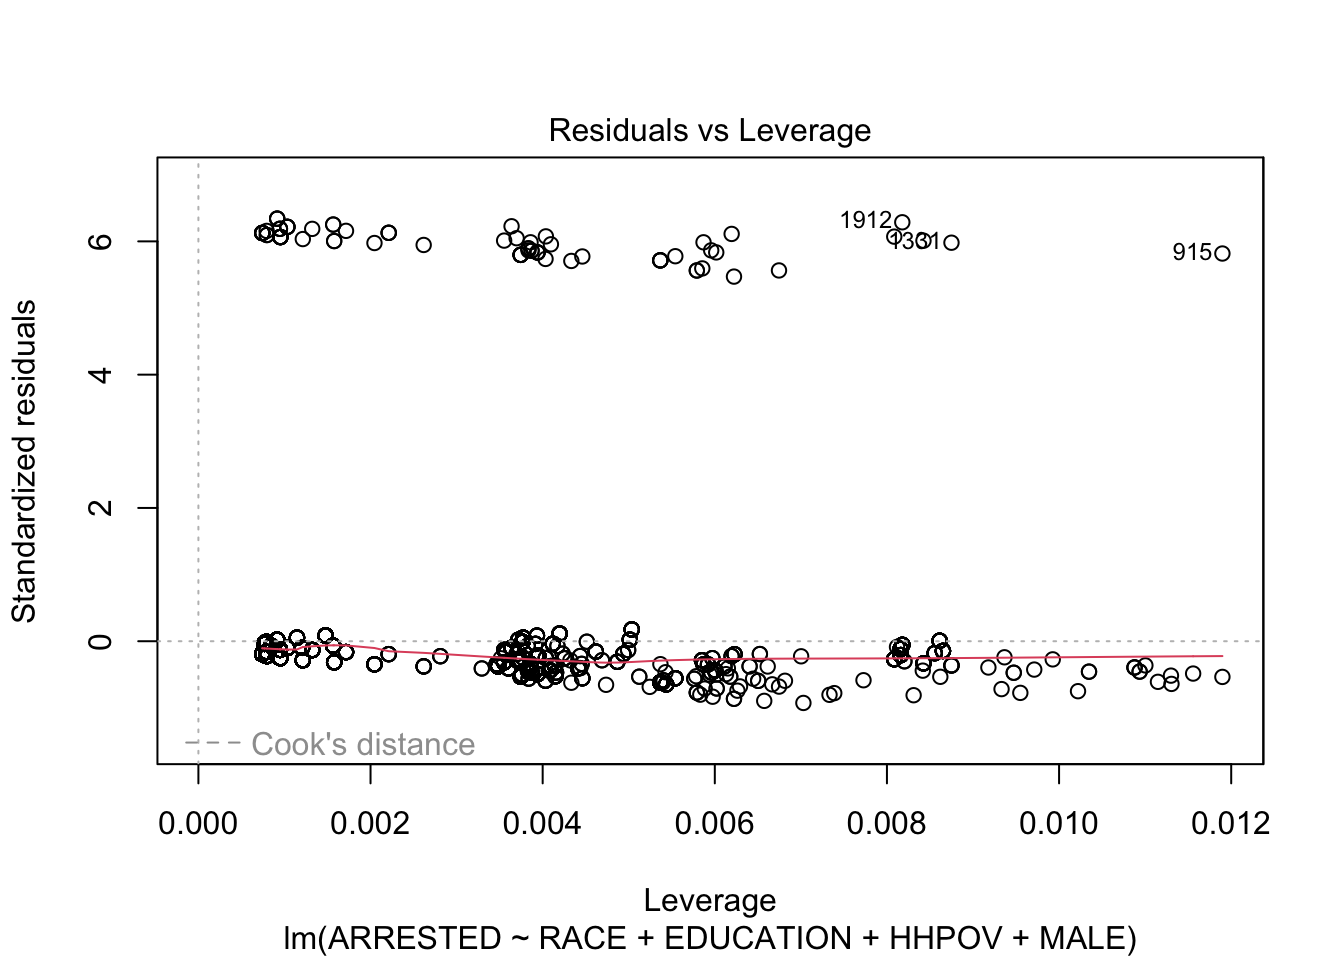 Residuals vs Leverage
Standardized residuals
6
4
2
0
1912
1331
915
Cook's distance
0.000 0.002 0.004 0.006 0.008 0.010 0.012
Leverage
lm(ARRESTED ~ RACE + EDUCATION + HHPOV + MALE)